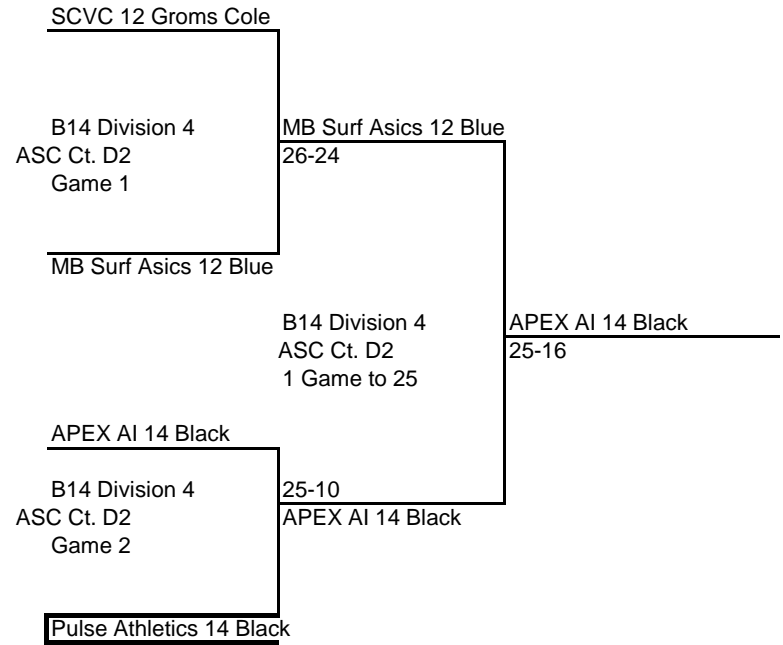 SCVC 12 Groms Cole
B14 Division 4
ASC Ct. D2
Game 1
MB Surf Asics 12 Blue
26-24
MB Surf Asics 12 Blue
B14 Division 4
ASC Ct. D2
1 Game to 25
APEX AI 14 Black
25-16
APEX AI 14 Black
B14 Division 4
ASC Ct. D2
Game 2
25-10
APEX AI 14 Black
Pulse Athletics 14 Black